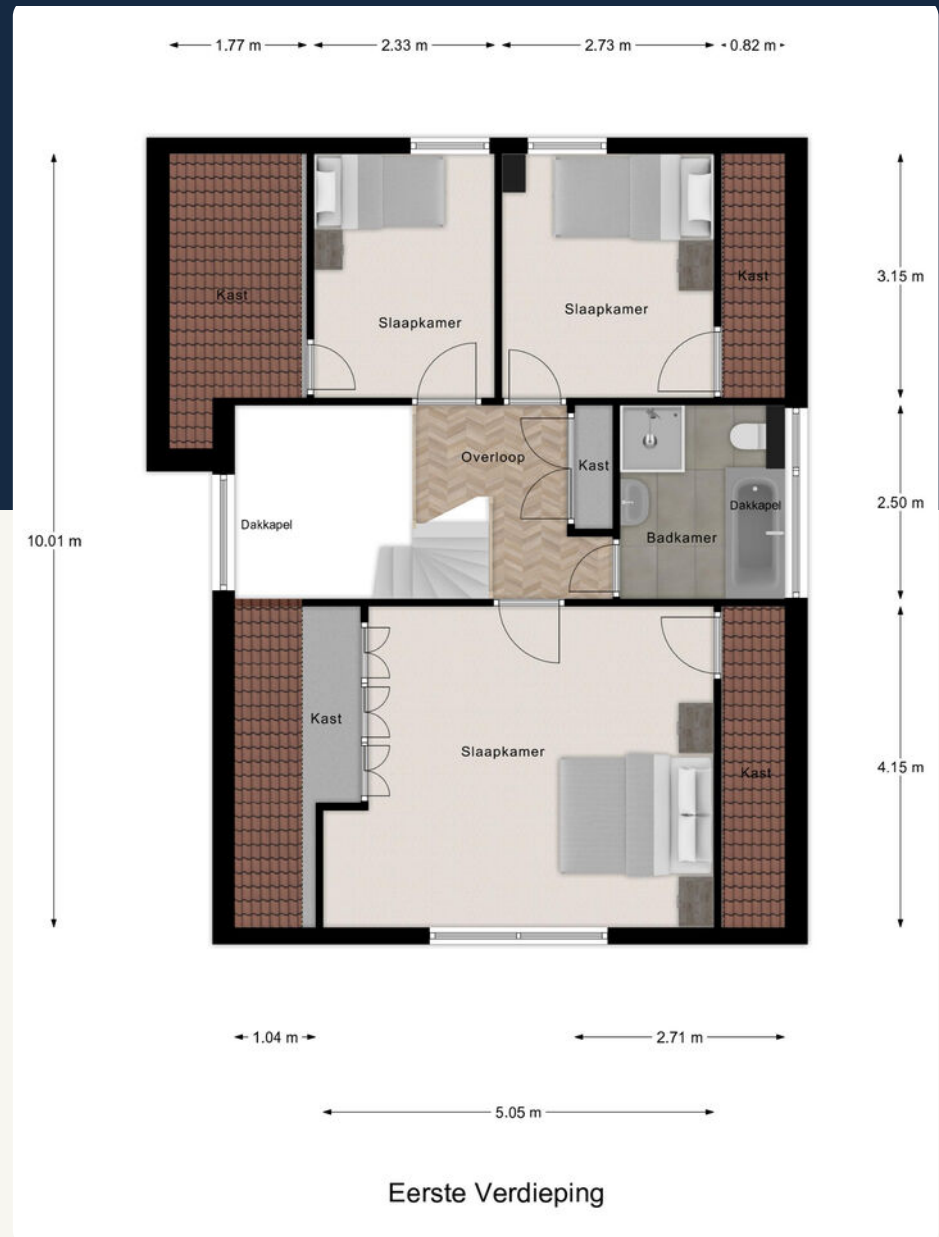 1.77 m
2.33 m
2.73 m
0.82 m
3.15 m
Kast
Kast
Slaapkamer
Slaapkamer
Overloop
Kast
2.50 m
Dakkapel
Dakkapel
Badkamer
10.01 m
Kast
Slaapkamer
4.15 m
Kast
1.04 m
2.71 m
5.05 m
Eerste Verdieping